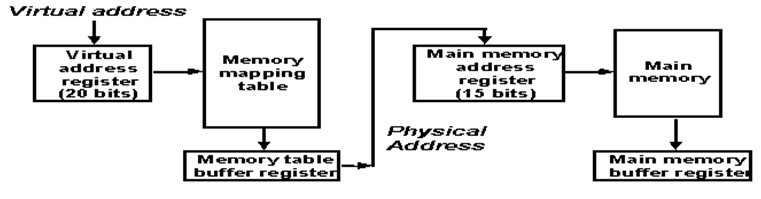 Virtual address
Virtual
address
register
(20 bits)
Memory
mapping
table
Memory table
buffer register
Physical
Address
Main memory
address
register
(15 bits)
Main
memory
Main memory
buffer register